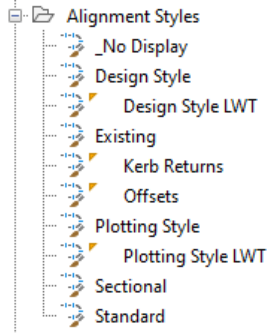 Alignment Styles
_No Display
Design Style
Design Style LWT
Existing
Kerb Returns
Offsets
Plotting Style
Plotting Style LWT
Sectional
Standard